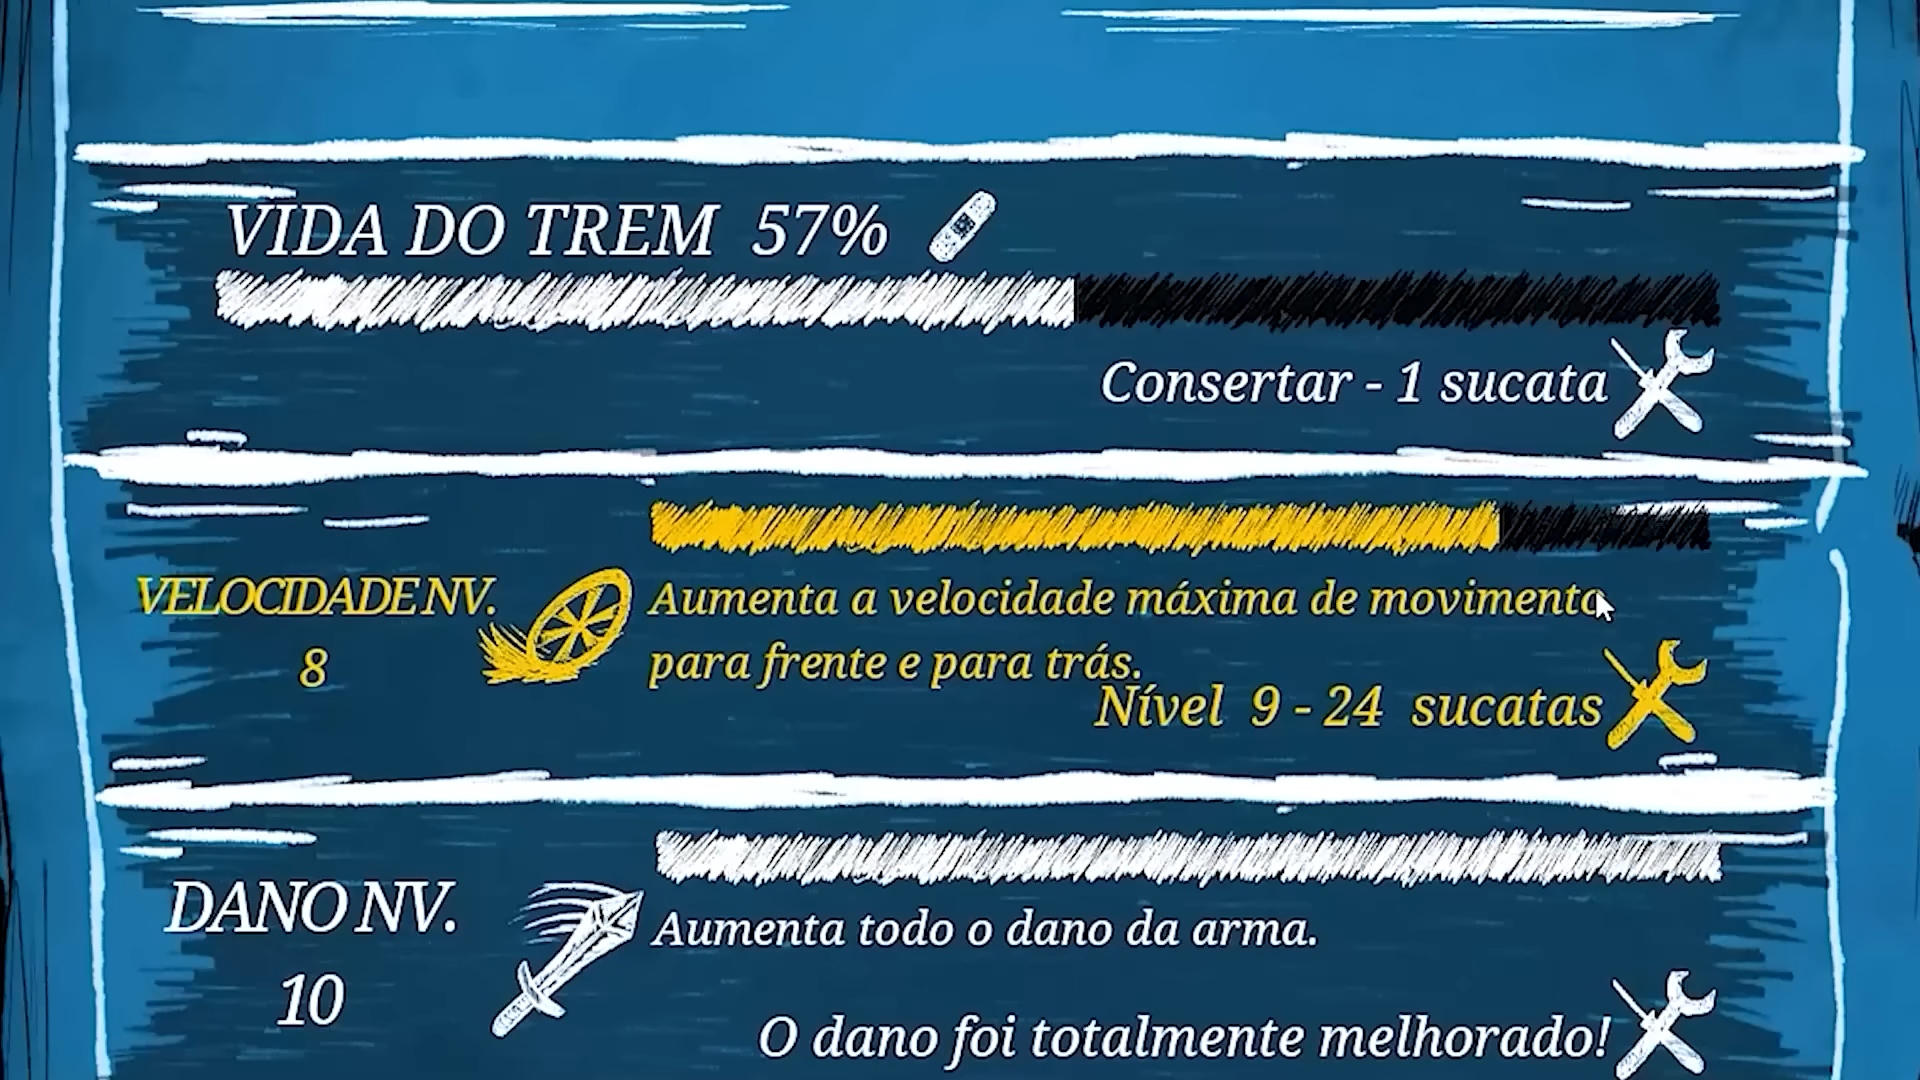 VIDA DO TREM 57%
Consertar - 1 sucata
VELOCIDADE NV.
8
Aumenta a velocidade máxima de movimento
para frente e para trás.
Nível 9 - 24 sucatas
DANO NV.
10
Aumenta todo o dano da arma.
O dano foi totalmente melhorado!